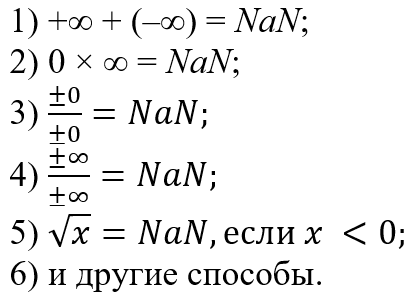 1) +∞ + (–∞) = NaN;
2) 0 × ∞ = NaN;
3) ±0/±0 = NaN;
4) ±∞/±∞ = NaN;
5) √x = NaN, если x < 0;
6) и другие способы.